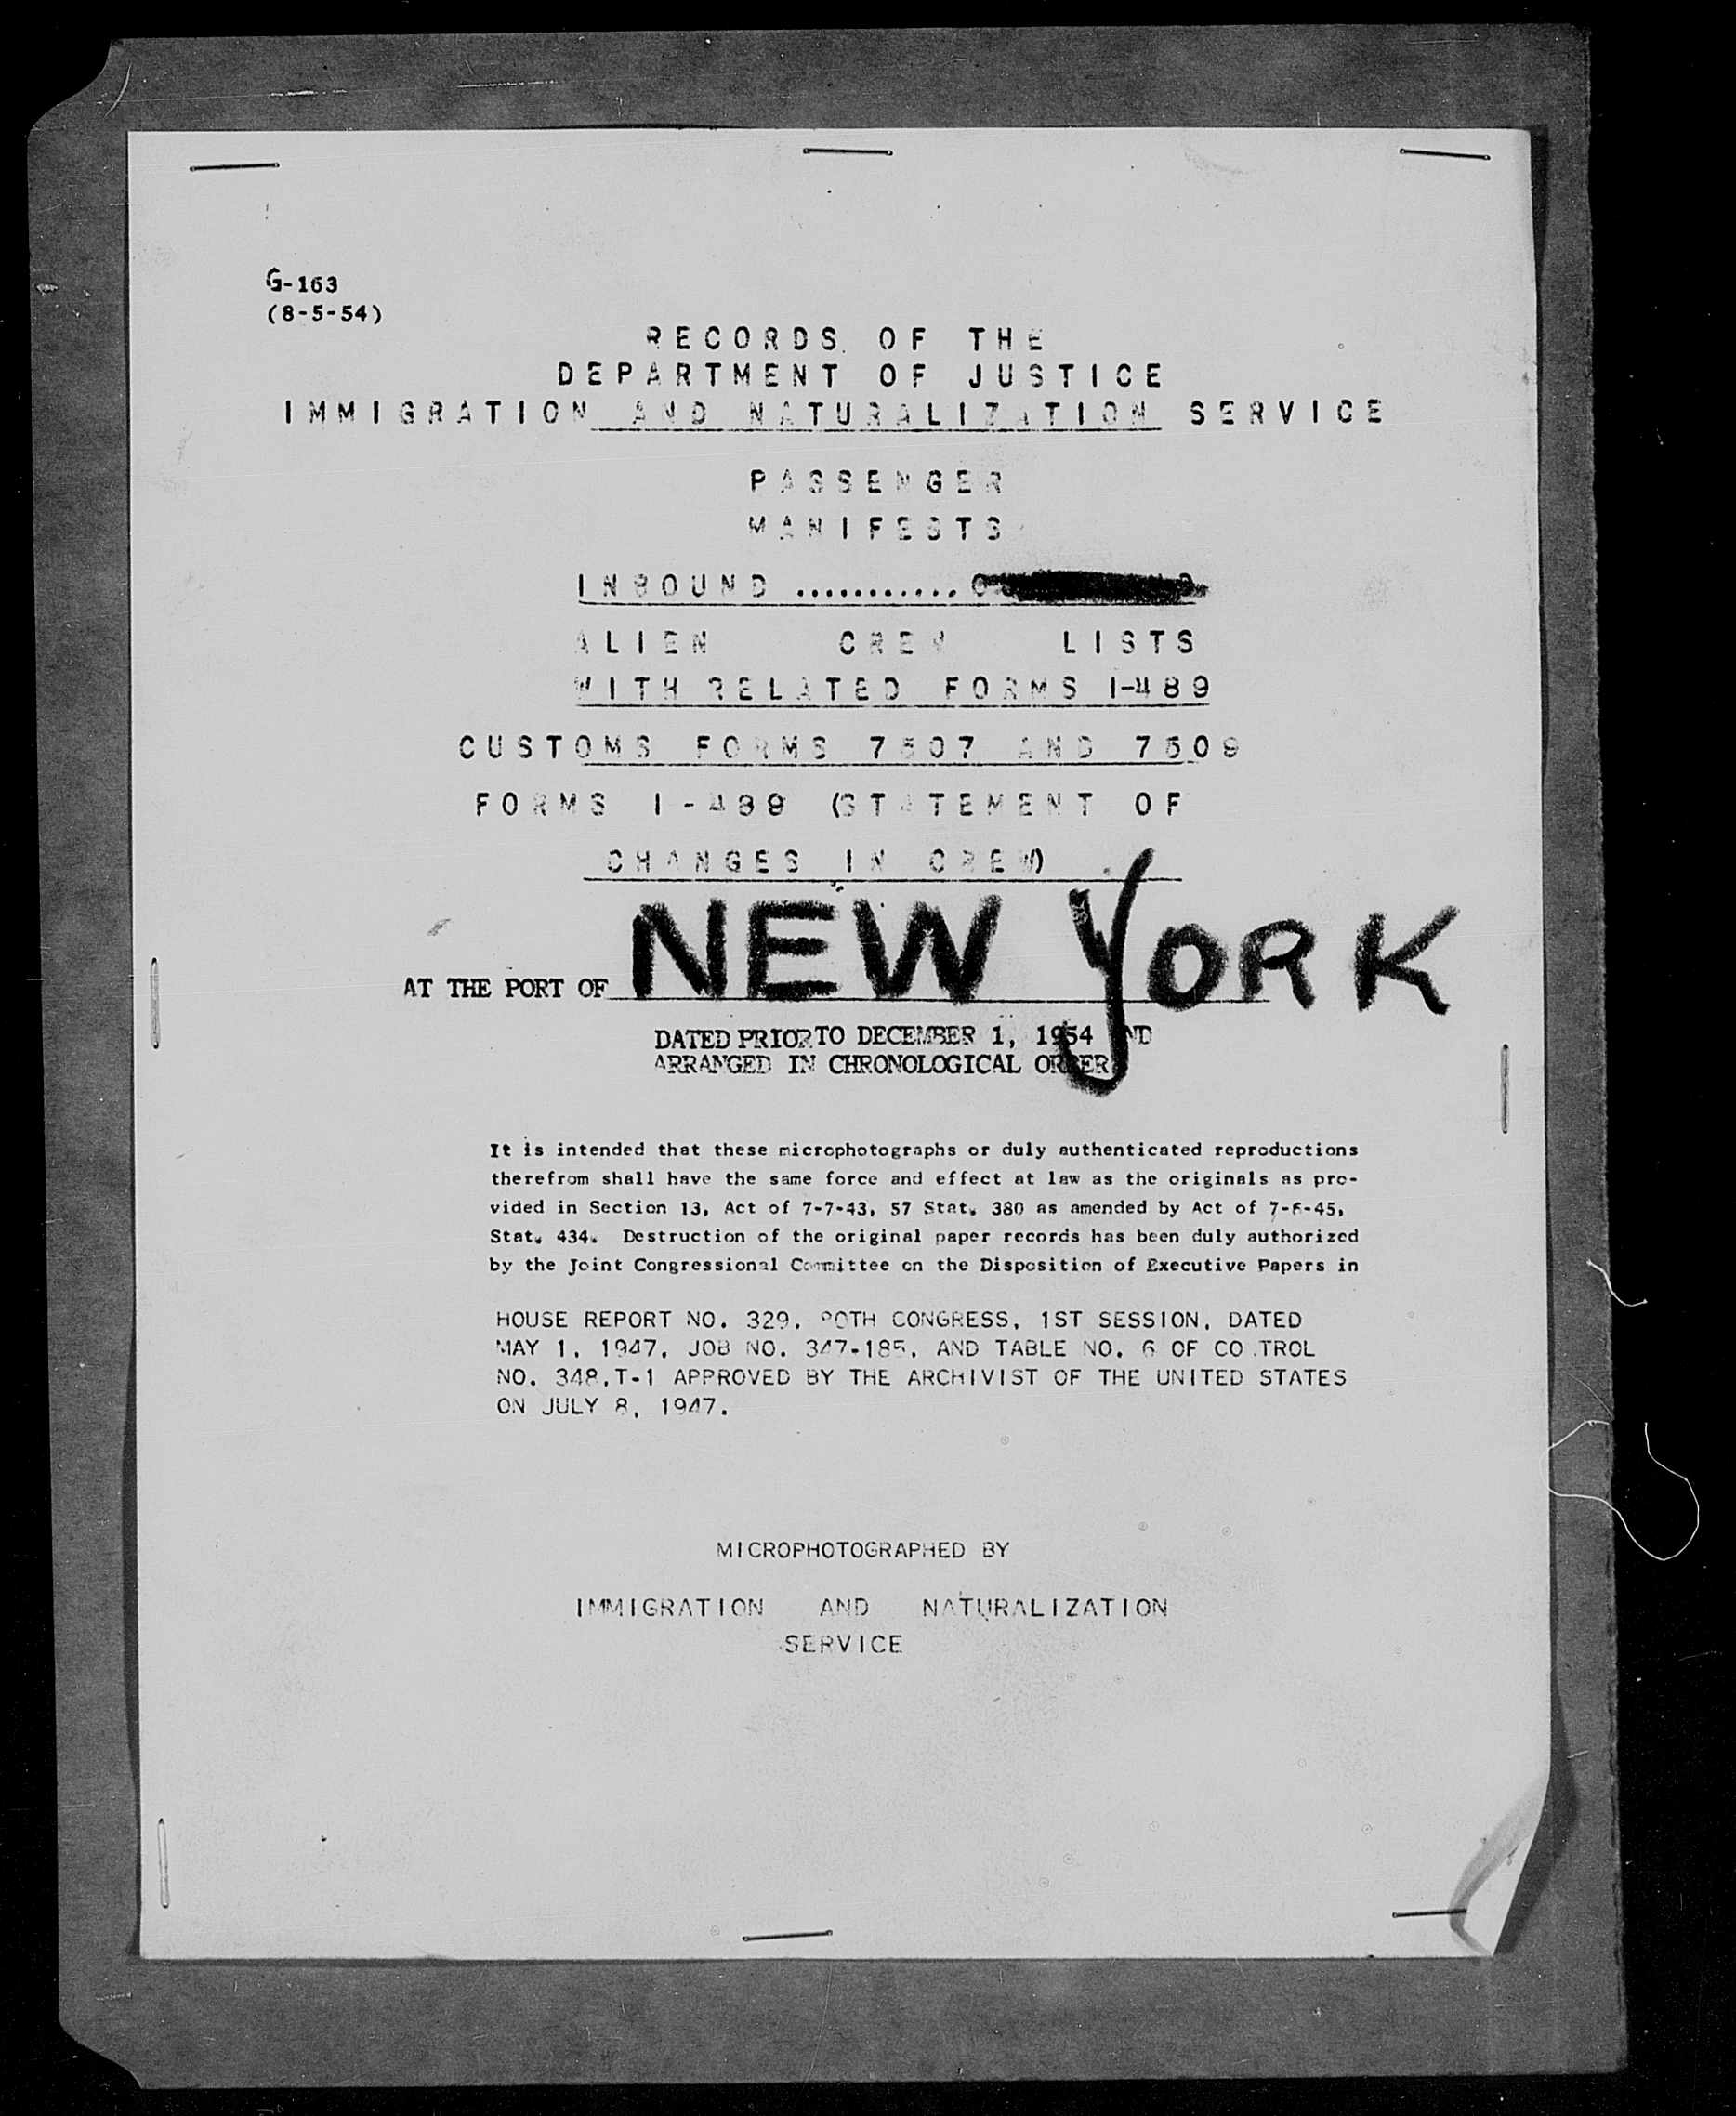 G-163
(8-5-54)
RECORDS OF THE
DEPARTMENT OF JUSTICE
IMMIGRATION AND NATURALIZATION SERVICE
PASSENGER
MANIFESTS
INBOUND ...........
ALIEN CREW LISTS
WITH RELATED FORMS I-489
CUSTOMS FORMS 7507 AND 7509
FORMS I-489 (STATEMENT OF
CHANGES IN CREW)
AT THE PORT OF NEW YORK
DATED PRIOR TO DECEMBER 1, 1954 AND
ARRANGED IN CHRONOLOGICAL ORDER
It is intended that these microphotographs or duly authenticated reproductions
therefrom shall have the same force and effect at law as the originals as pro-
vided in Section 13, Act of 7-7-43, 57 Stat. 380 as amended by Act of 7-6-45,
Stat. 434. Destruction of the original paper records has been duly authorized
by the Joint Congressional Committee on the Disposition of Executive Papers in
HOUSE REPORT NO. 329, 80TH CONGRESS, 1ST SESSION, DATED
MAY 1, 1947, JOB NO. 347-185, AND TABLE NO. 6 OF CO TROL
NO. 348,T-1 APPROVED BY THE ARCHIVIST OF THE UNITED STATES
ON JULY 8, 1947.
MICROPHOTOGRAPHED BY
IMMIGRATION AND NATURALIZATION
SERVICE